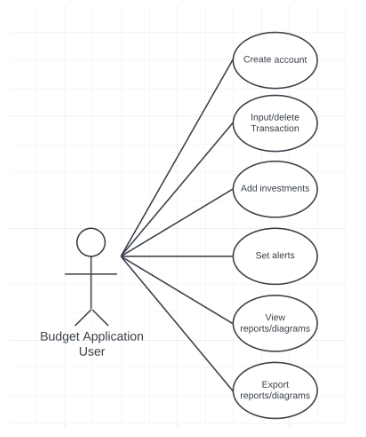 Create account
Input/delete
Transaction
Add investments
Set alerts
View
reports/diagrams
Export
reports/diagrams
Budget Application
User